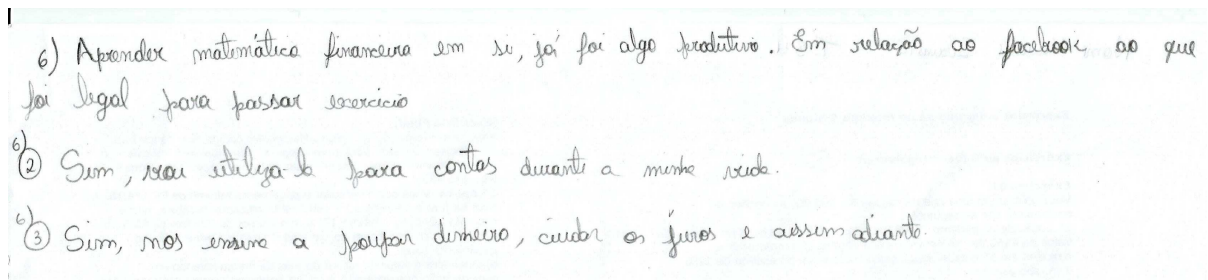 6) Aprender matemática financeira em si, já foi algo produtivo. Em relação ao facebook ao que
foi legal para passar exercicio
6)
② Sim, vou utilyza-la para contas durante a minha vida.
6)
③ Sim, nos ensina a poupar dinheiro, cuidar os juros e assim adiante.